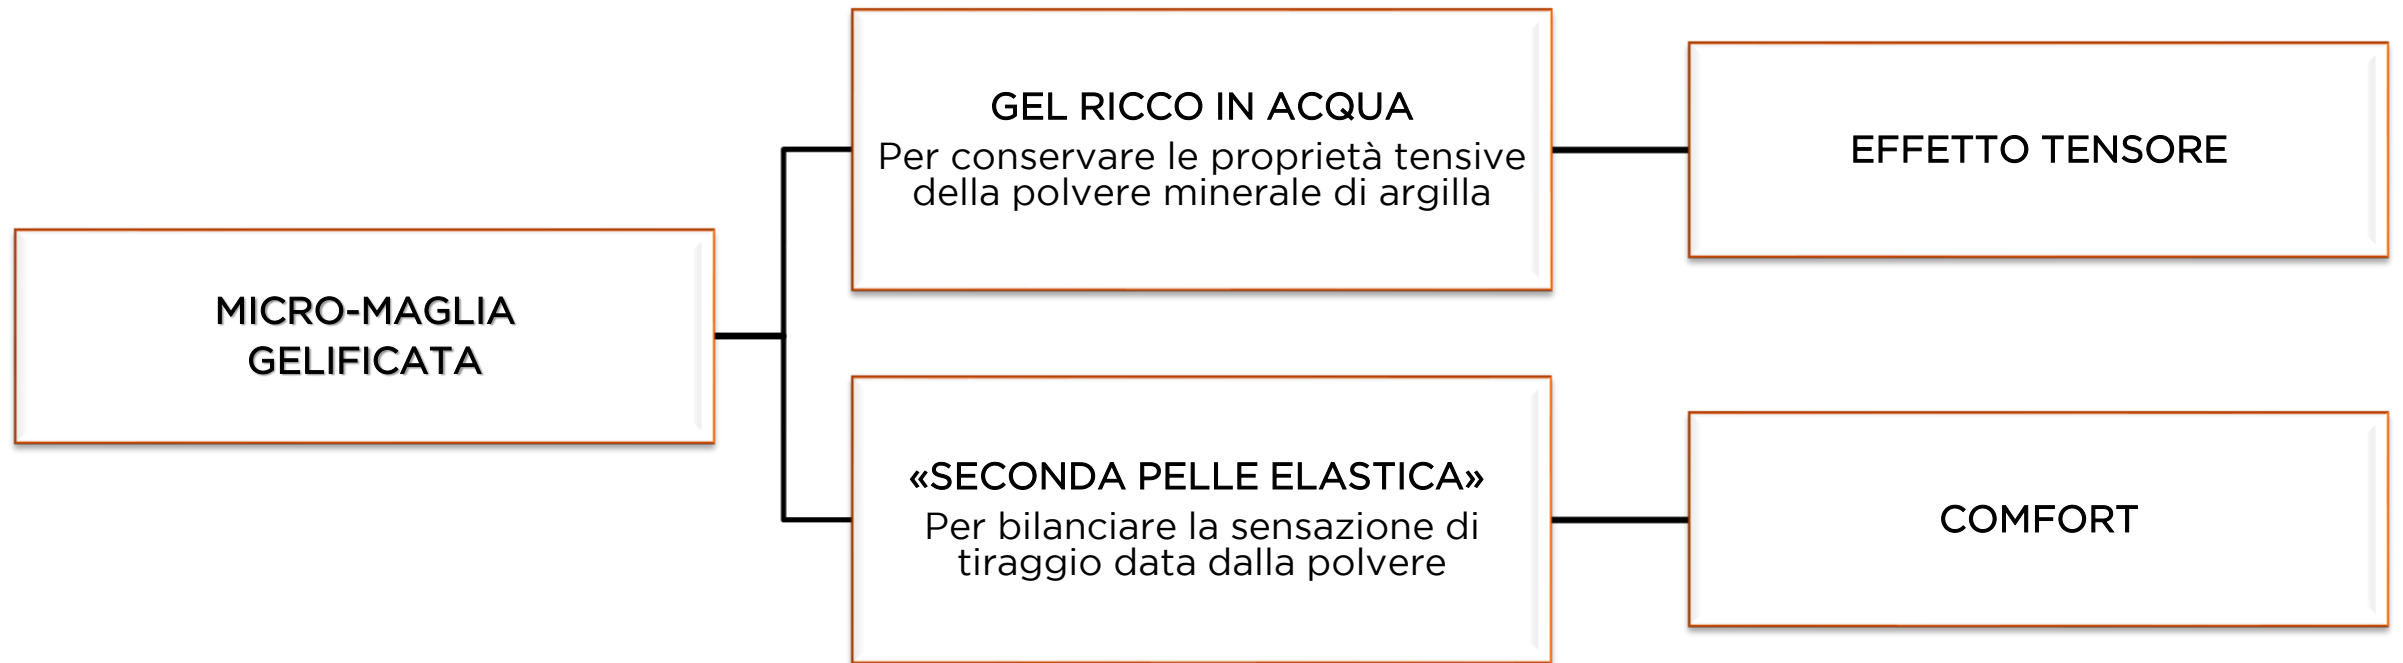 MICRO-MAGLIA
GELIFICATA
GEL RICCO IN ACQUA
Per conservare le proprietà tensive
della polvere minerale di argilla
EFFETTO TENSORE
«SECONDA PELLE ELASTICA»
Per bilanciare la sensazione di
tiraggio data dalla polvere
COMFORT